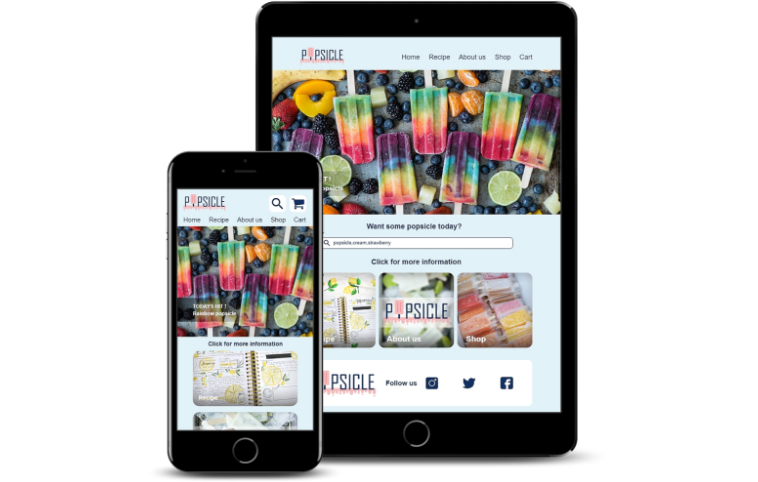 POPSICLE
Home Recipe About us Shop Cart
Want some popsicle today?
popsicle,cream,strawberry
Click for more information
POPSICLE
About us
Shop
PSICLE
Follow us
POPSICLE
Home Recipe About us Shop Cart
TODAY'S HIT !
Rainbow popsicle
Click for more information
Recipe